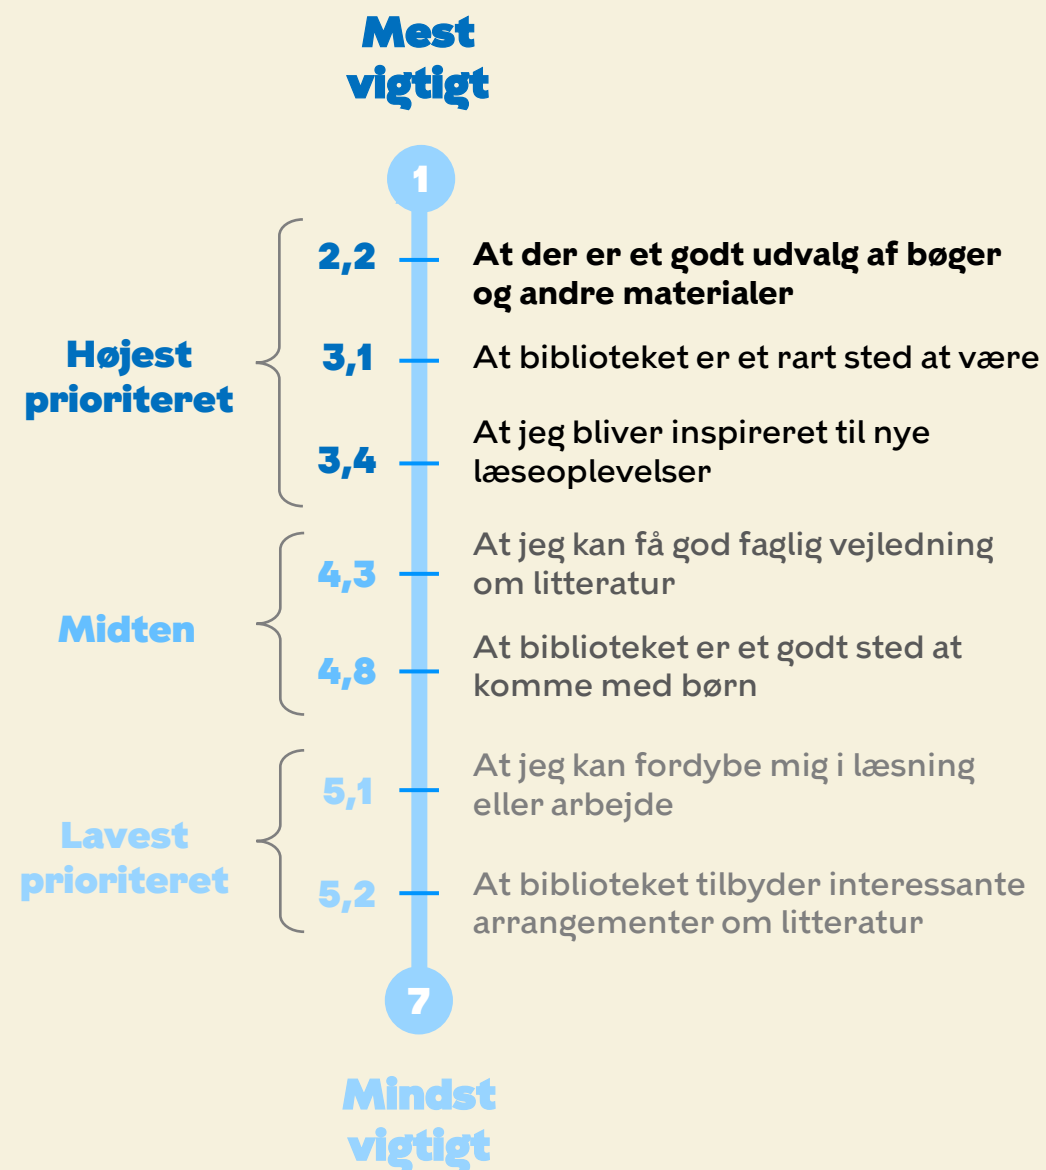 Mest
vigtigt
1
2,2
At der er et godt udvalg af bøger
og andre materialer
Højest
prioriteret
3,1
At biblioteket er et rart sted at være
3,4
At jeg bliver inspireret til nye
læseoplevelser
Midten
4,3
At jeg kan få god faglig vejledning
om litteratur
4,8
At biblioteket er et godt sted at
komme med børn
Lavest
prioriteret
5,1
At jeg kan fordybe mig i læsning
eller arbejde
5,2
At biblioteket tilbyder interessante
arrangementer om litteratur
7
Mindst
vigtigt